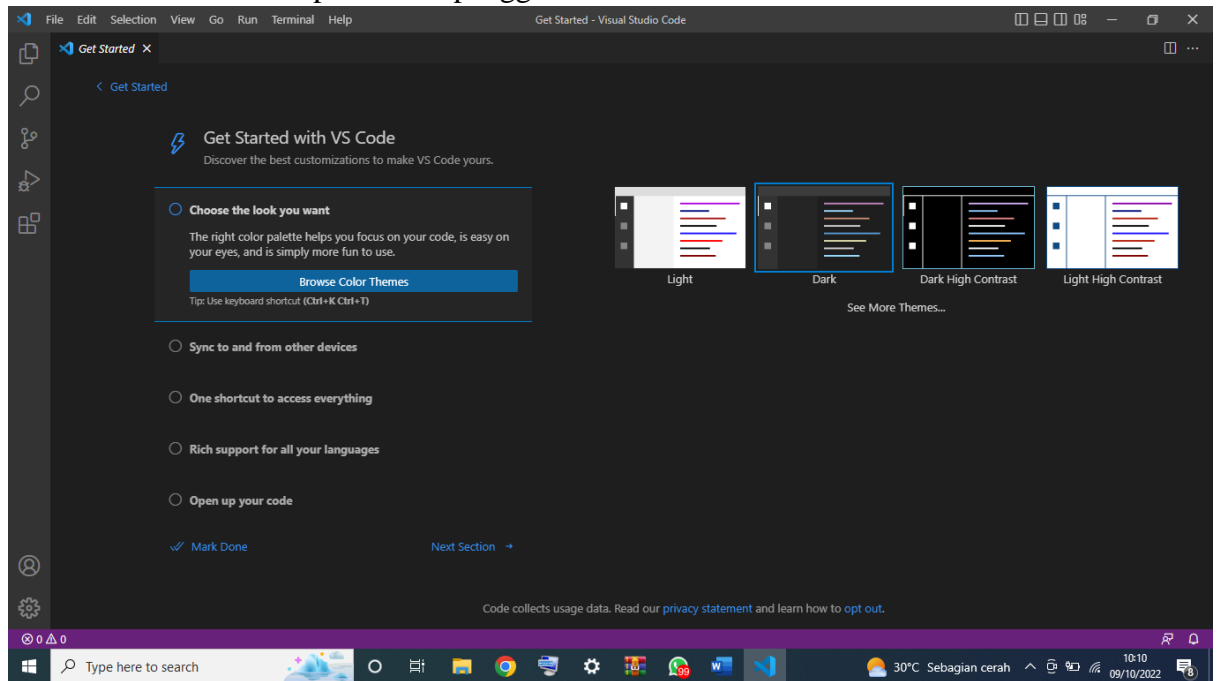 File Edit Selection View Go Run Terminal Help Get Started - Visual Studio Code
Get Started
Get Started
Get Started with VS Code
Discover the best customizations to make VS Code yours.
Choose the look you want
The right color palette helps you focus on your code, is easy on
your eyes, and is simply more fun to use.
Browse Color Themes
Tip: Use keyboard shortcut (Ctrl+K Ctrl+T)
Light Dark Dark High Contrast Light High Contrast
See More Themes...
Sync to and from other devices
One shortcut to access everything
Rich support for all your languages
Open up your code
Mark Done Next Section
Code collects usage data. Read our privacy statement and learn how to opt out.
0 0
Type here to search 99 30°C Sebagian cerah 10:10
09/10/2022 8